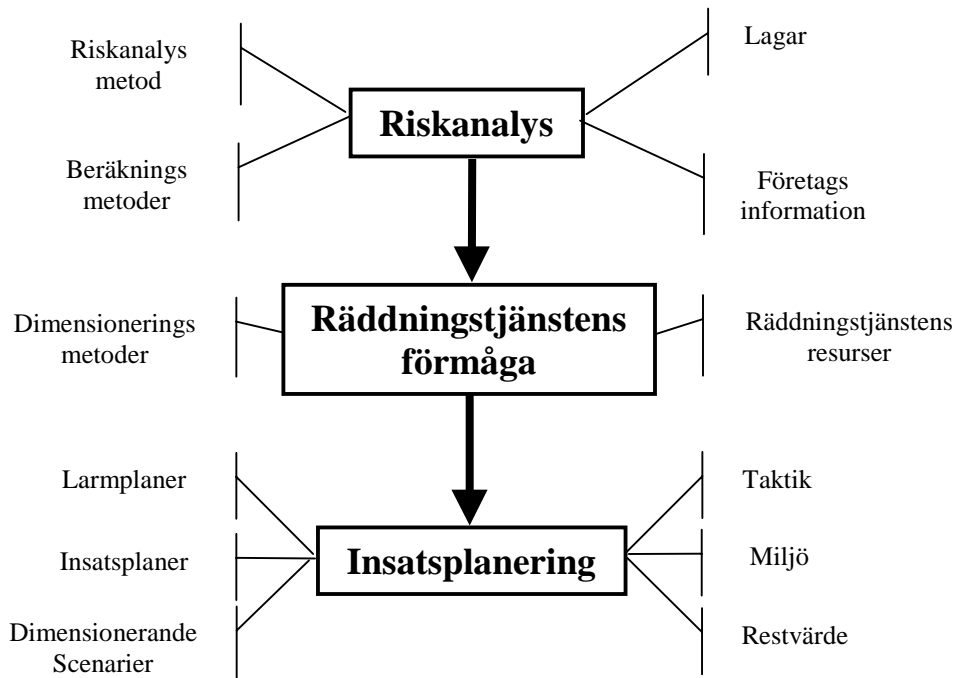 Riskanalys
metod
Lagar
Riskanalys
Beräknings
metoder
Företags
information
Dimensionerings
metoder
Räddningstjänstens
förmåga
Räddningstjänstens
resurser
Larmplaner
Taktik
Insatsplaner
Insatsplanering
Miljö
Dimensionerande
Scenarier
Restvärde